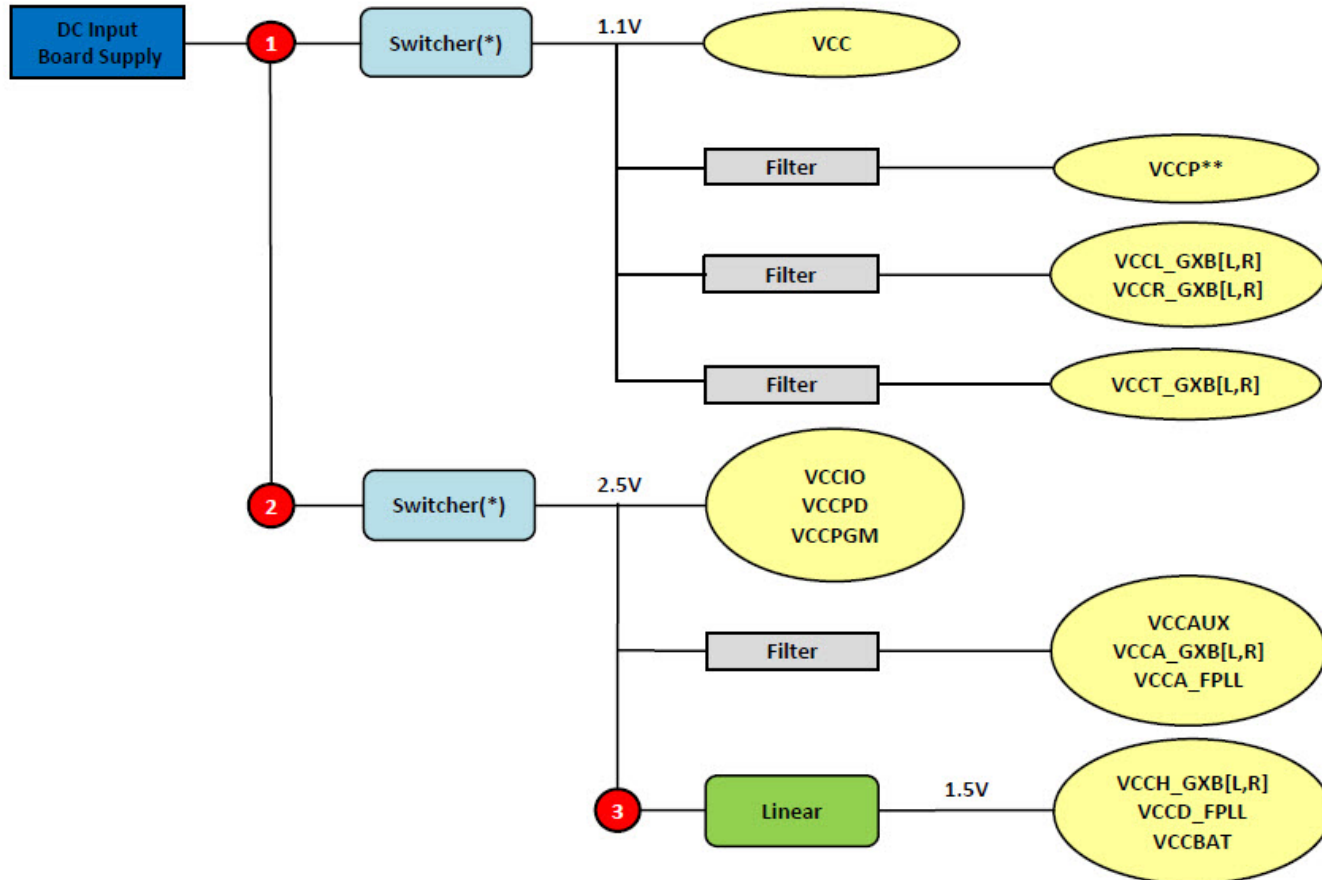 DC Input
Board Supply
1
Switcher(*)
1.1V
VCC
Filter
VCCP**
Filter
VCCL_GXB[L,R]
VCCR_GXB[L,R]
Filter
VCCT_GXB[L,R]
2
Switcher(*)
2.5V
VCCIO
VCCPD
VCCPGM
Filter
VCCAUX
VCCA_GXB[L,R]
VCCA_FPLL
3
Linear
1.5V
VCCH_GXB[L,R]
VCCD_FPLL
VCCBAT